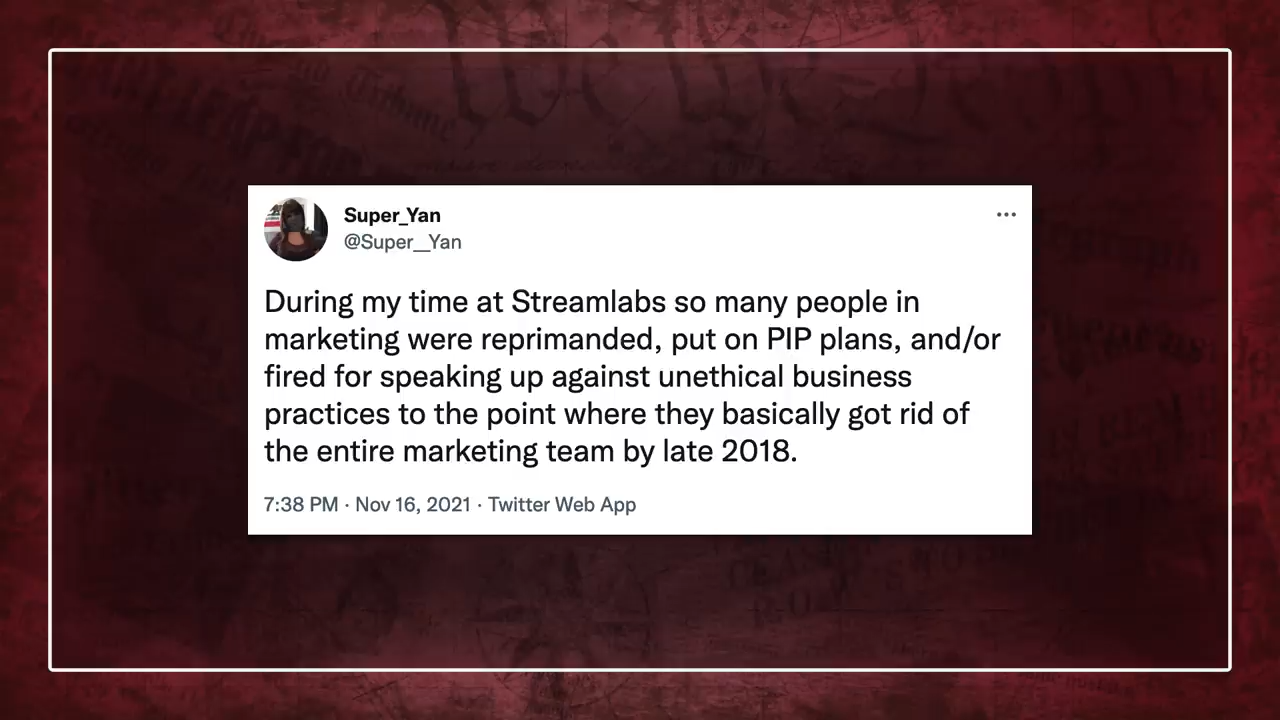 Super_Yan
@Super__Yan
During my time at Streamlabs so many people in
marketing were reprimanded, put on PIP plans, and/or
fired for speaking up against unethical business
practices to the point where they basically got rid of
the entire marketing team by late 2018.
7:38 PM · Nov 16, 2021 · Twitter Web App